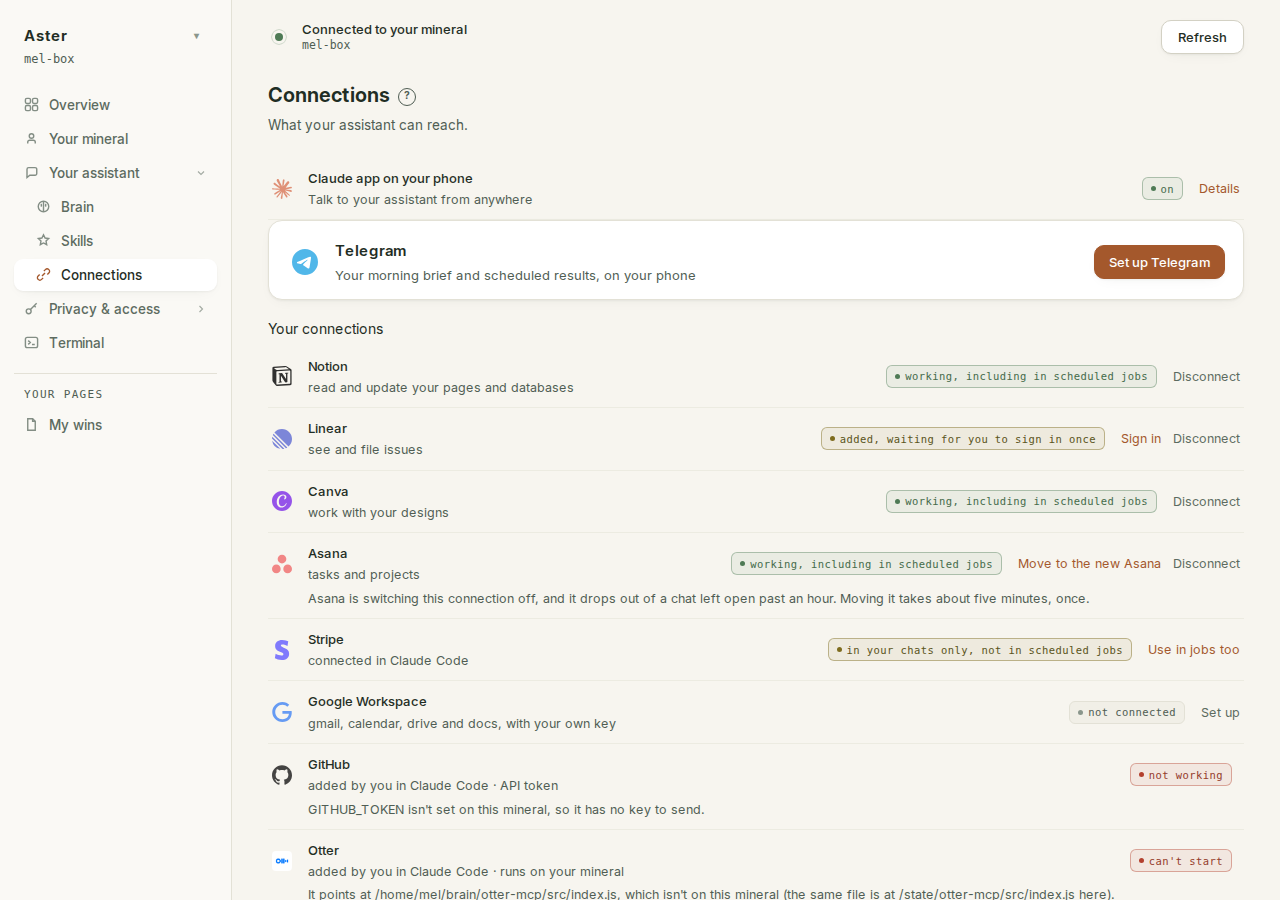 Aster
mel-box
Overview
Your mineral
Your assistant
Brain
Skills
Connections
Privacy & access
Terminal
YOUR PAGES
My wins
Connected to your mineral
mel-box
Refresh
Connections ?
What your assistant can reach.
Claude app on your phone
Talk to your assistant from anywhere
on Details
Telegram
Your morning brief and scheduled results, on your phone
Set up Telegram
Your connections
Notion
read and update your pages and databases
working, including in scheduled jobs Disconnect
Linear
see and file issues
added, waiting for you to sign in once Sign in Disconnect
Canva
work with your designs
working, including in scheduled jobs Disconnect
Asana
tasks and projects
working, including in scheduled jobs Move to the new Asana Disconnect
Asana is switching this connection off, and it drops out of a chat left open past an hour. Moving it takes about five minutes, once.
Stripe
connected in Claude Code
in your chats only, not in scheduled jobs Use in jobs too
Google Workspace
gmail, calendar, drive and docs, with your own key
not connected Set up
GitHub
added by you in Claude Code · API token
not working
GITHUB_TOKEN isn't set on this mineral, so it has no key to send.
Otter
added by you in Claude Code · runs on your mineral
can't start
It points at /home/mel/brain/otter-mcp/src/index.js, which isn't on this mineral (the same file is at /state/otter-mcp/src/index.js here).